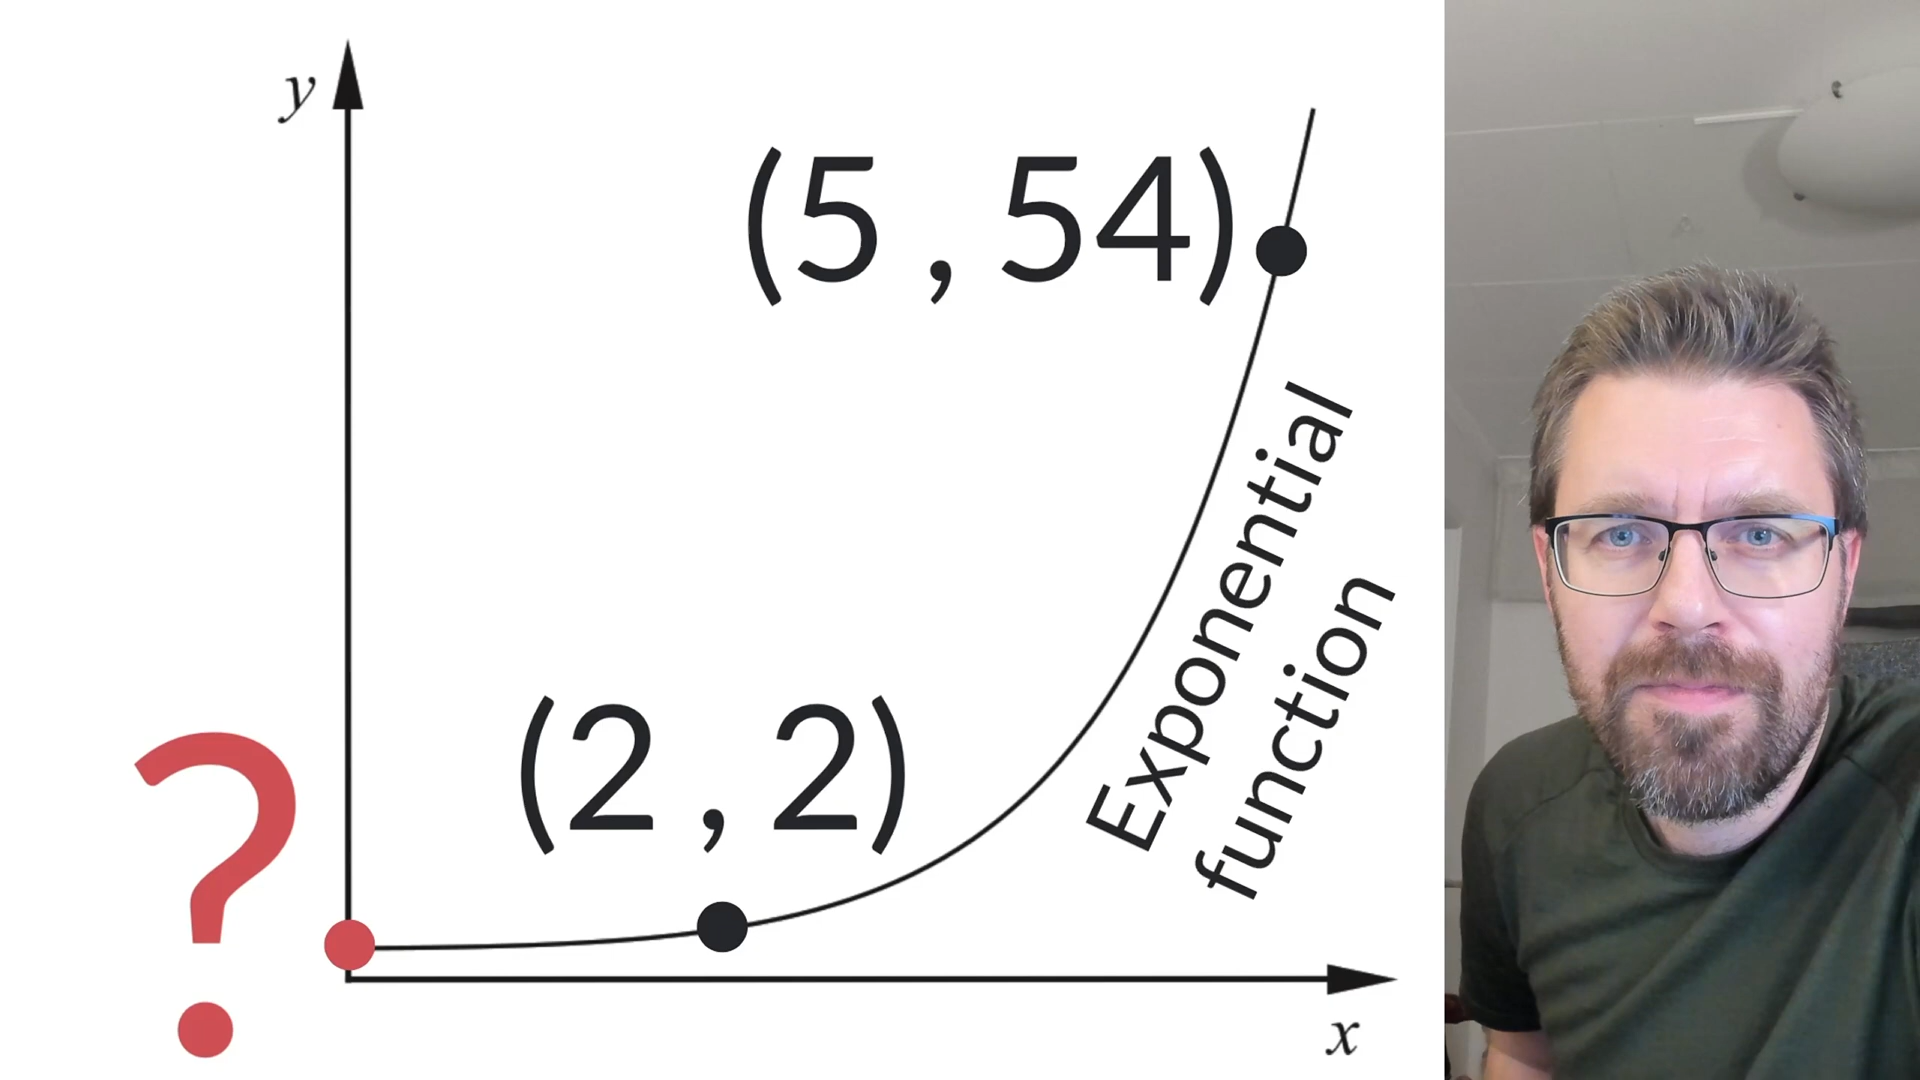 y
(5 , 54)
Exponential
function
(2 , 2)
?
x